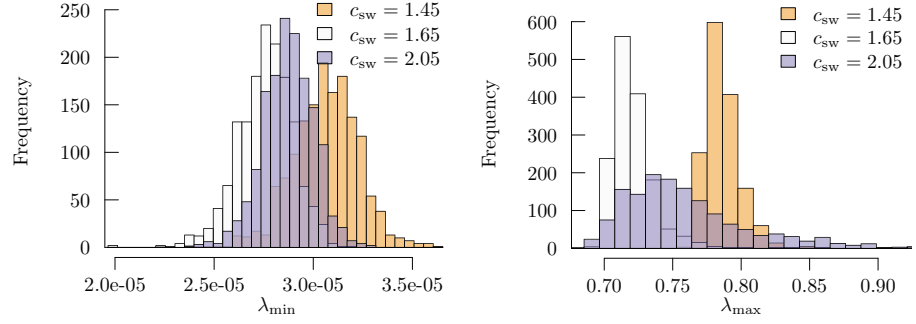 250
200
150
100
50
0
Frequency
c_sw = 1.45
c_sw = 1.65
c_sw = 2.05
2.0e-05 2.5e-05 3.0e-05 3.5e-05
λ_min
600
500
400
300
200
100
0
Frequency
c_sw = 1.45
c_sw = 1.65
c_sw = 2.05
0.70 0.75 0.80 0.85 0.90
λ_max